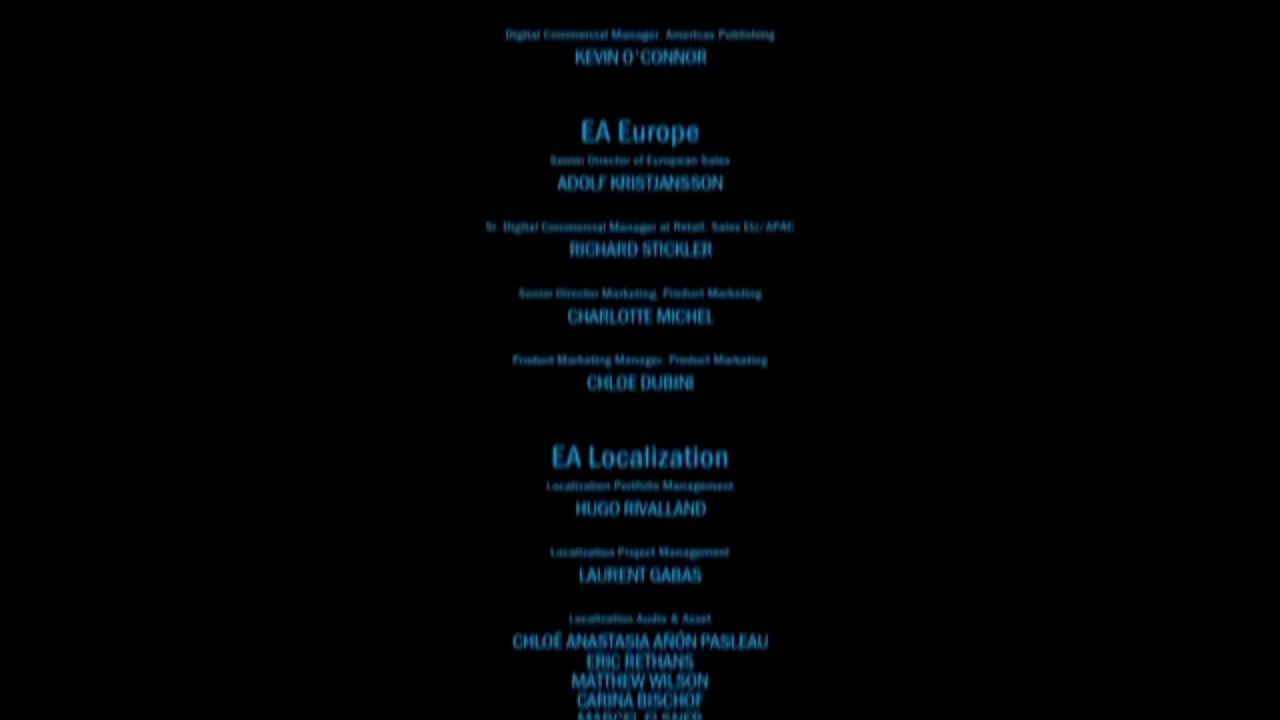 Digital Commercial Manager, Americas Publishing
KEVIN O'CONNOR
EA Europe
Senior Director of European Sales
ADOLF KRISTJANSSON
Sr. Digital Commercial Manager at Retail, Sales EU/APAC
RICHARD STICKLER
Senior Director Marketing, Product Marketing
CHARLOTTE MICHEL
Product Marketing Manager, Product Marketing
CHLOE DUBINI
EA Localization
Localization Portfolio Management
HUGO RIVALLAND
Localization Project Management
LAURENT GABAS
Localization Audio & Asset
CHLOÉ ANASTASIA AÑÓN PASLEAU
ERIC RETHANS
MATTHEW WILSON
CARINA BISCHOF
MARCEL ELSNER